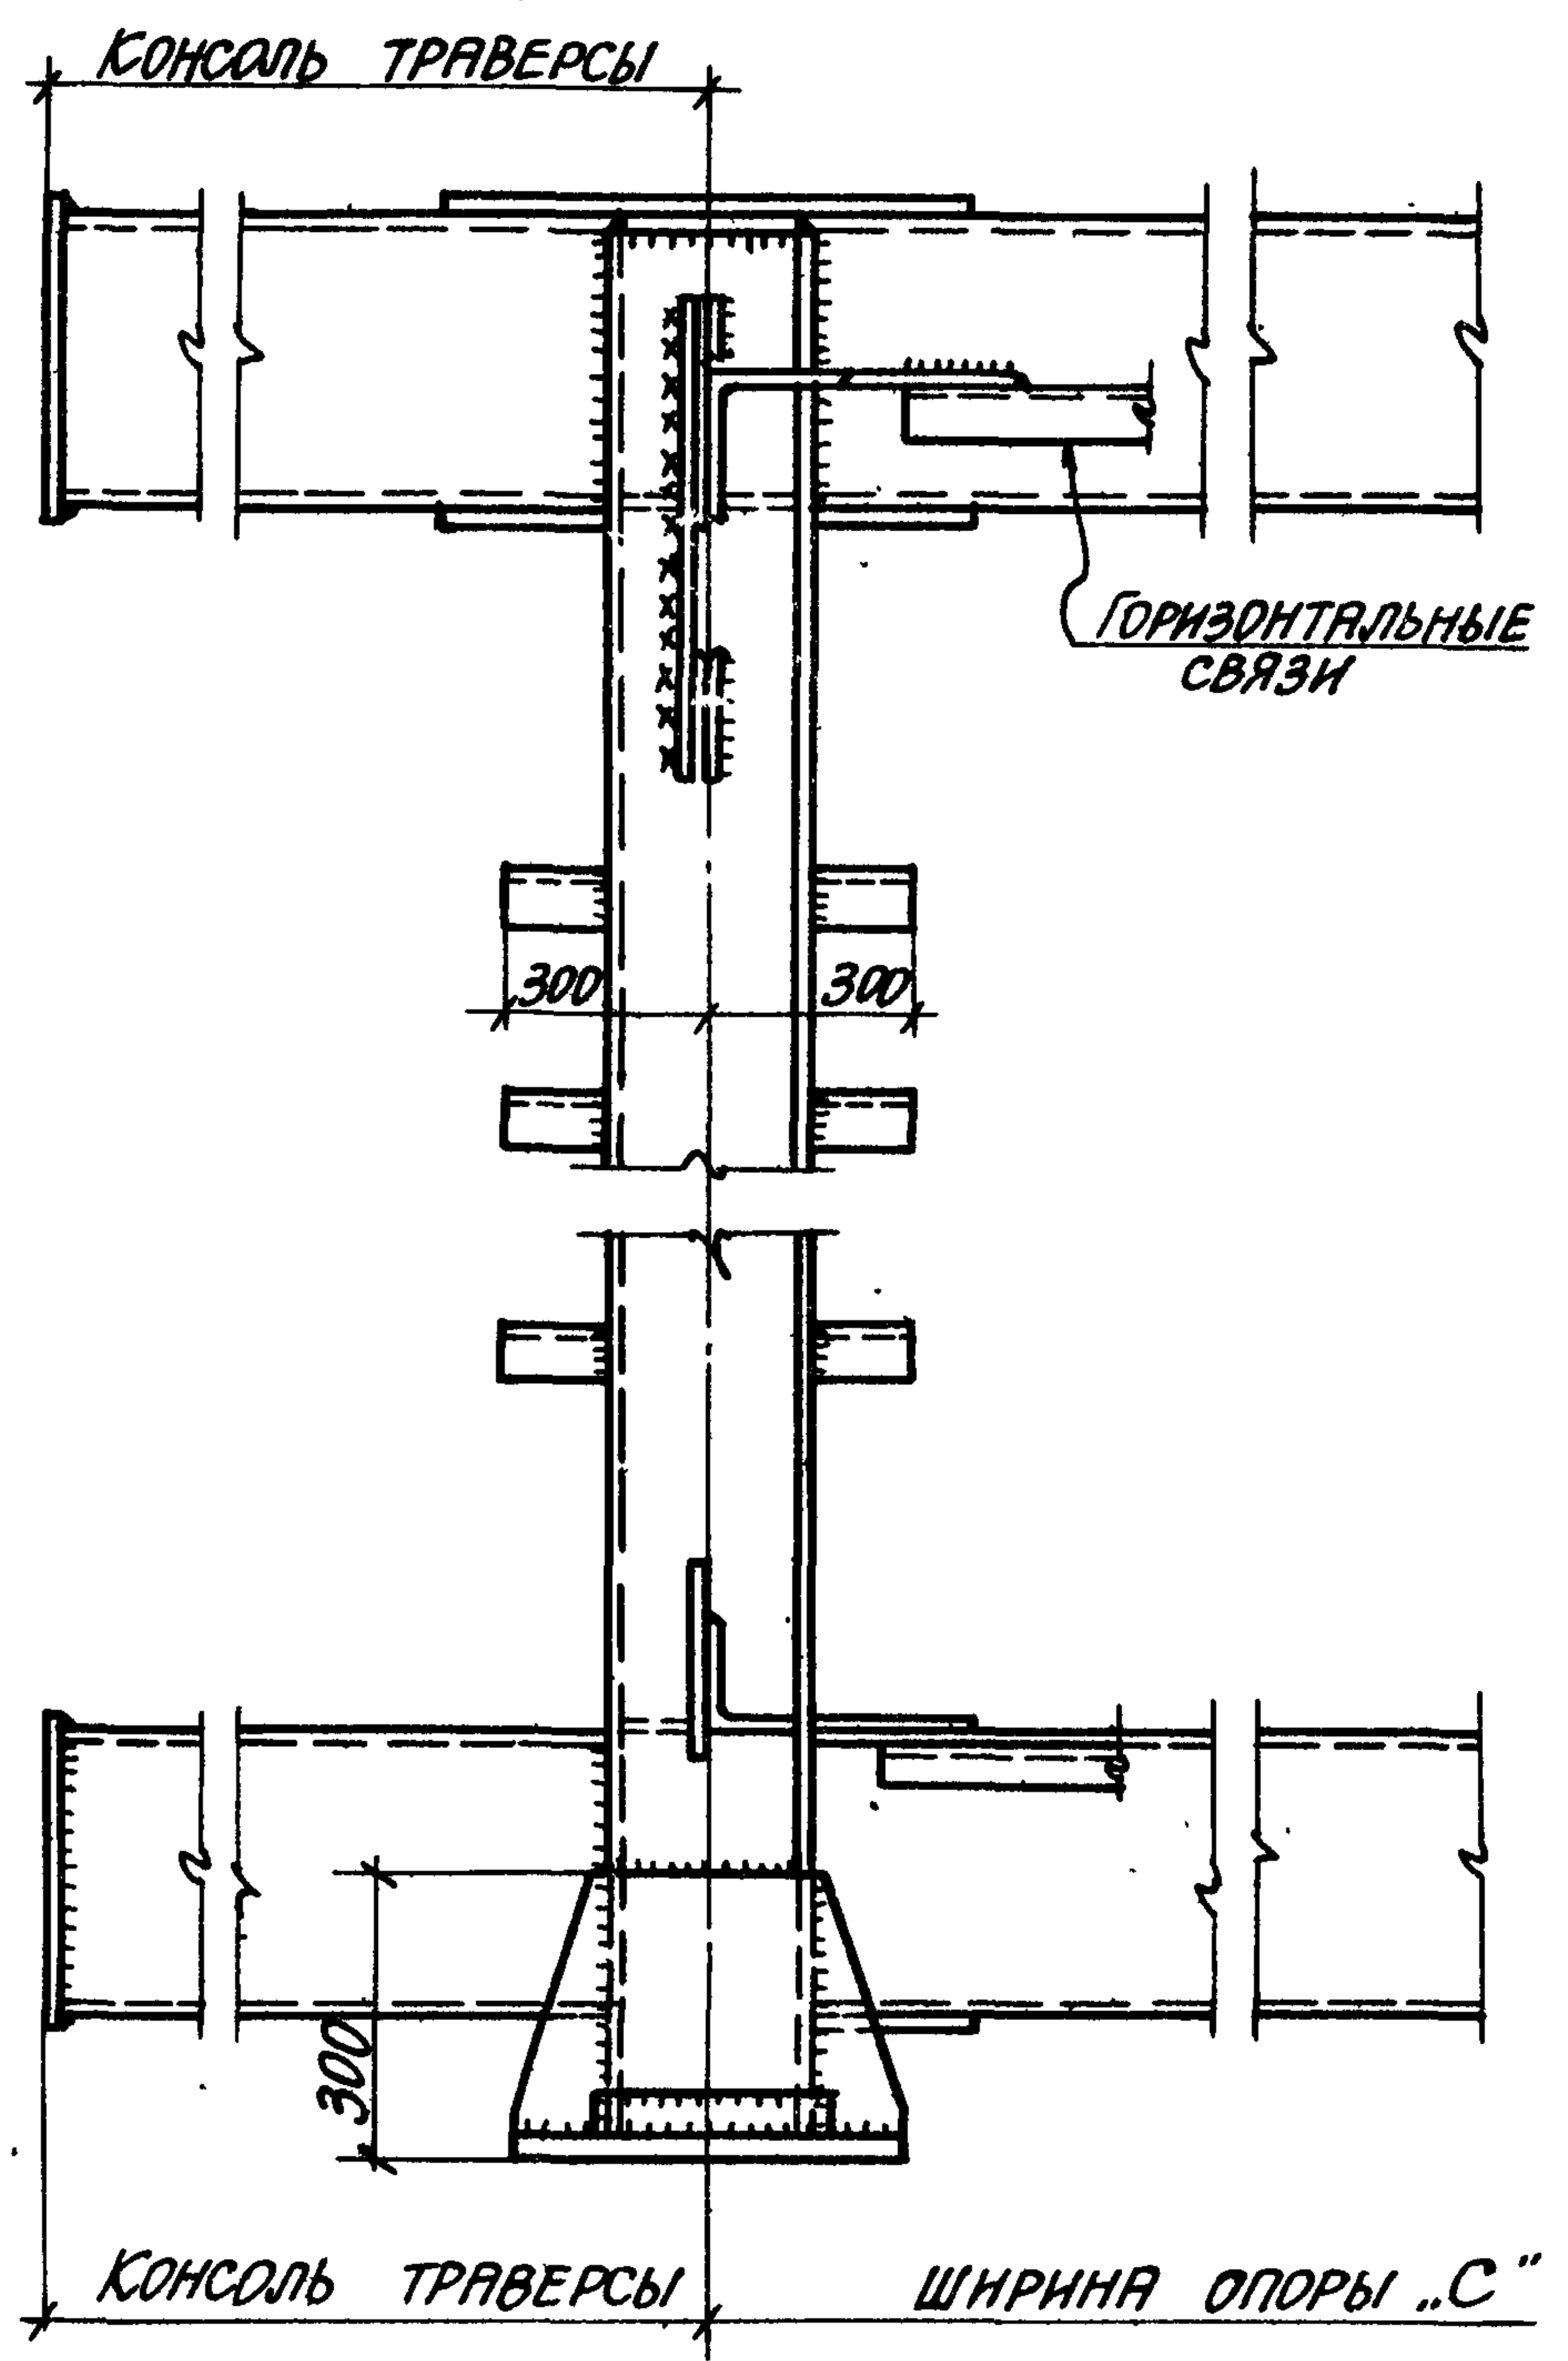 КОНСОЛЬ ТРАВЕРСЫ
ГОРИЗОНТАЛЬНЫЕ
СВЯЗИ
300 300
300
КОНСОЛЬ ТРАВЕРСЫ ШИРИНА ОПОРЫ „С"